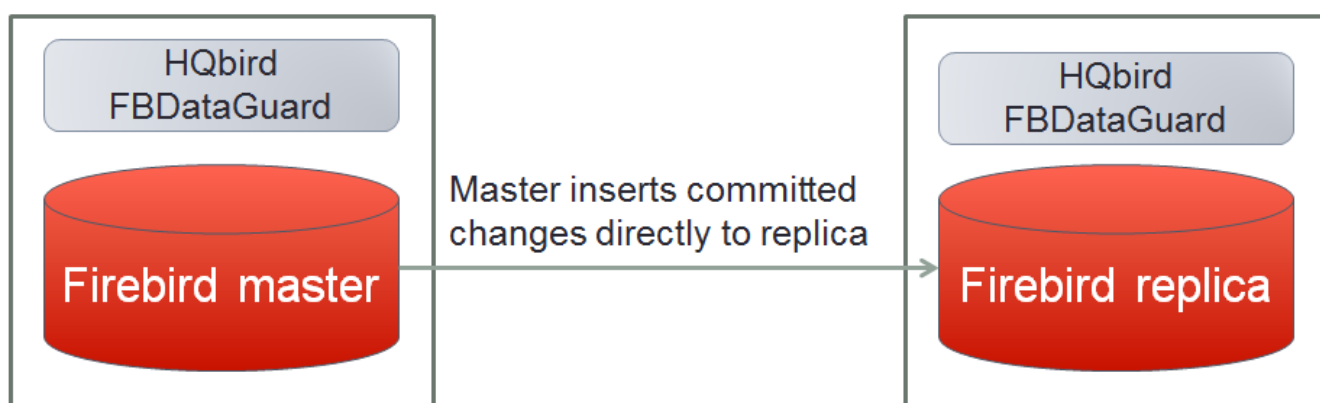 HQbird
FBDataGuard
Firebird master
Master inserts committed
changes directly to replica
HQbird
FBDataGuard
Firebird replica